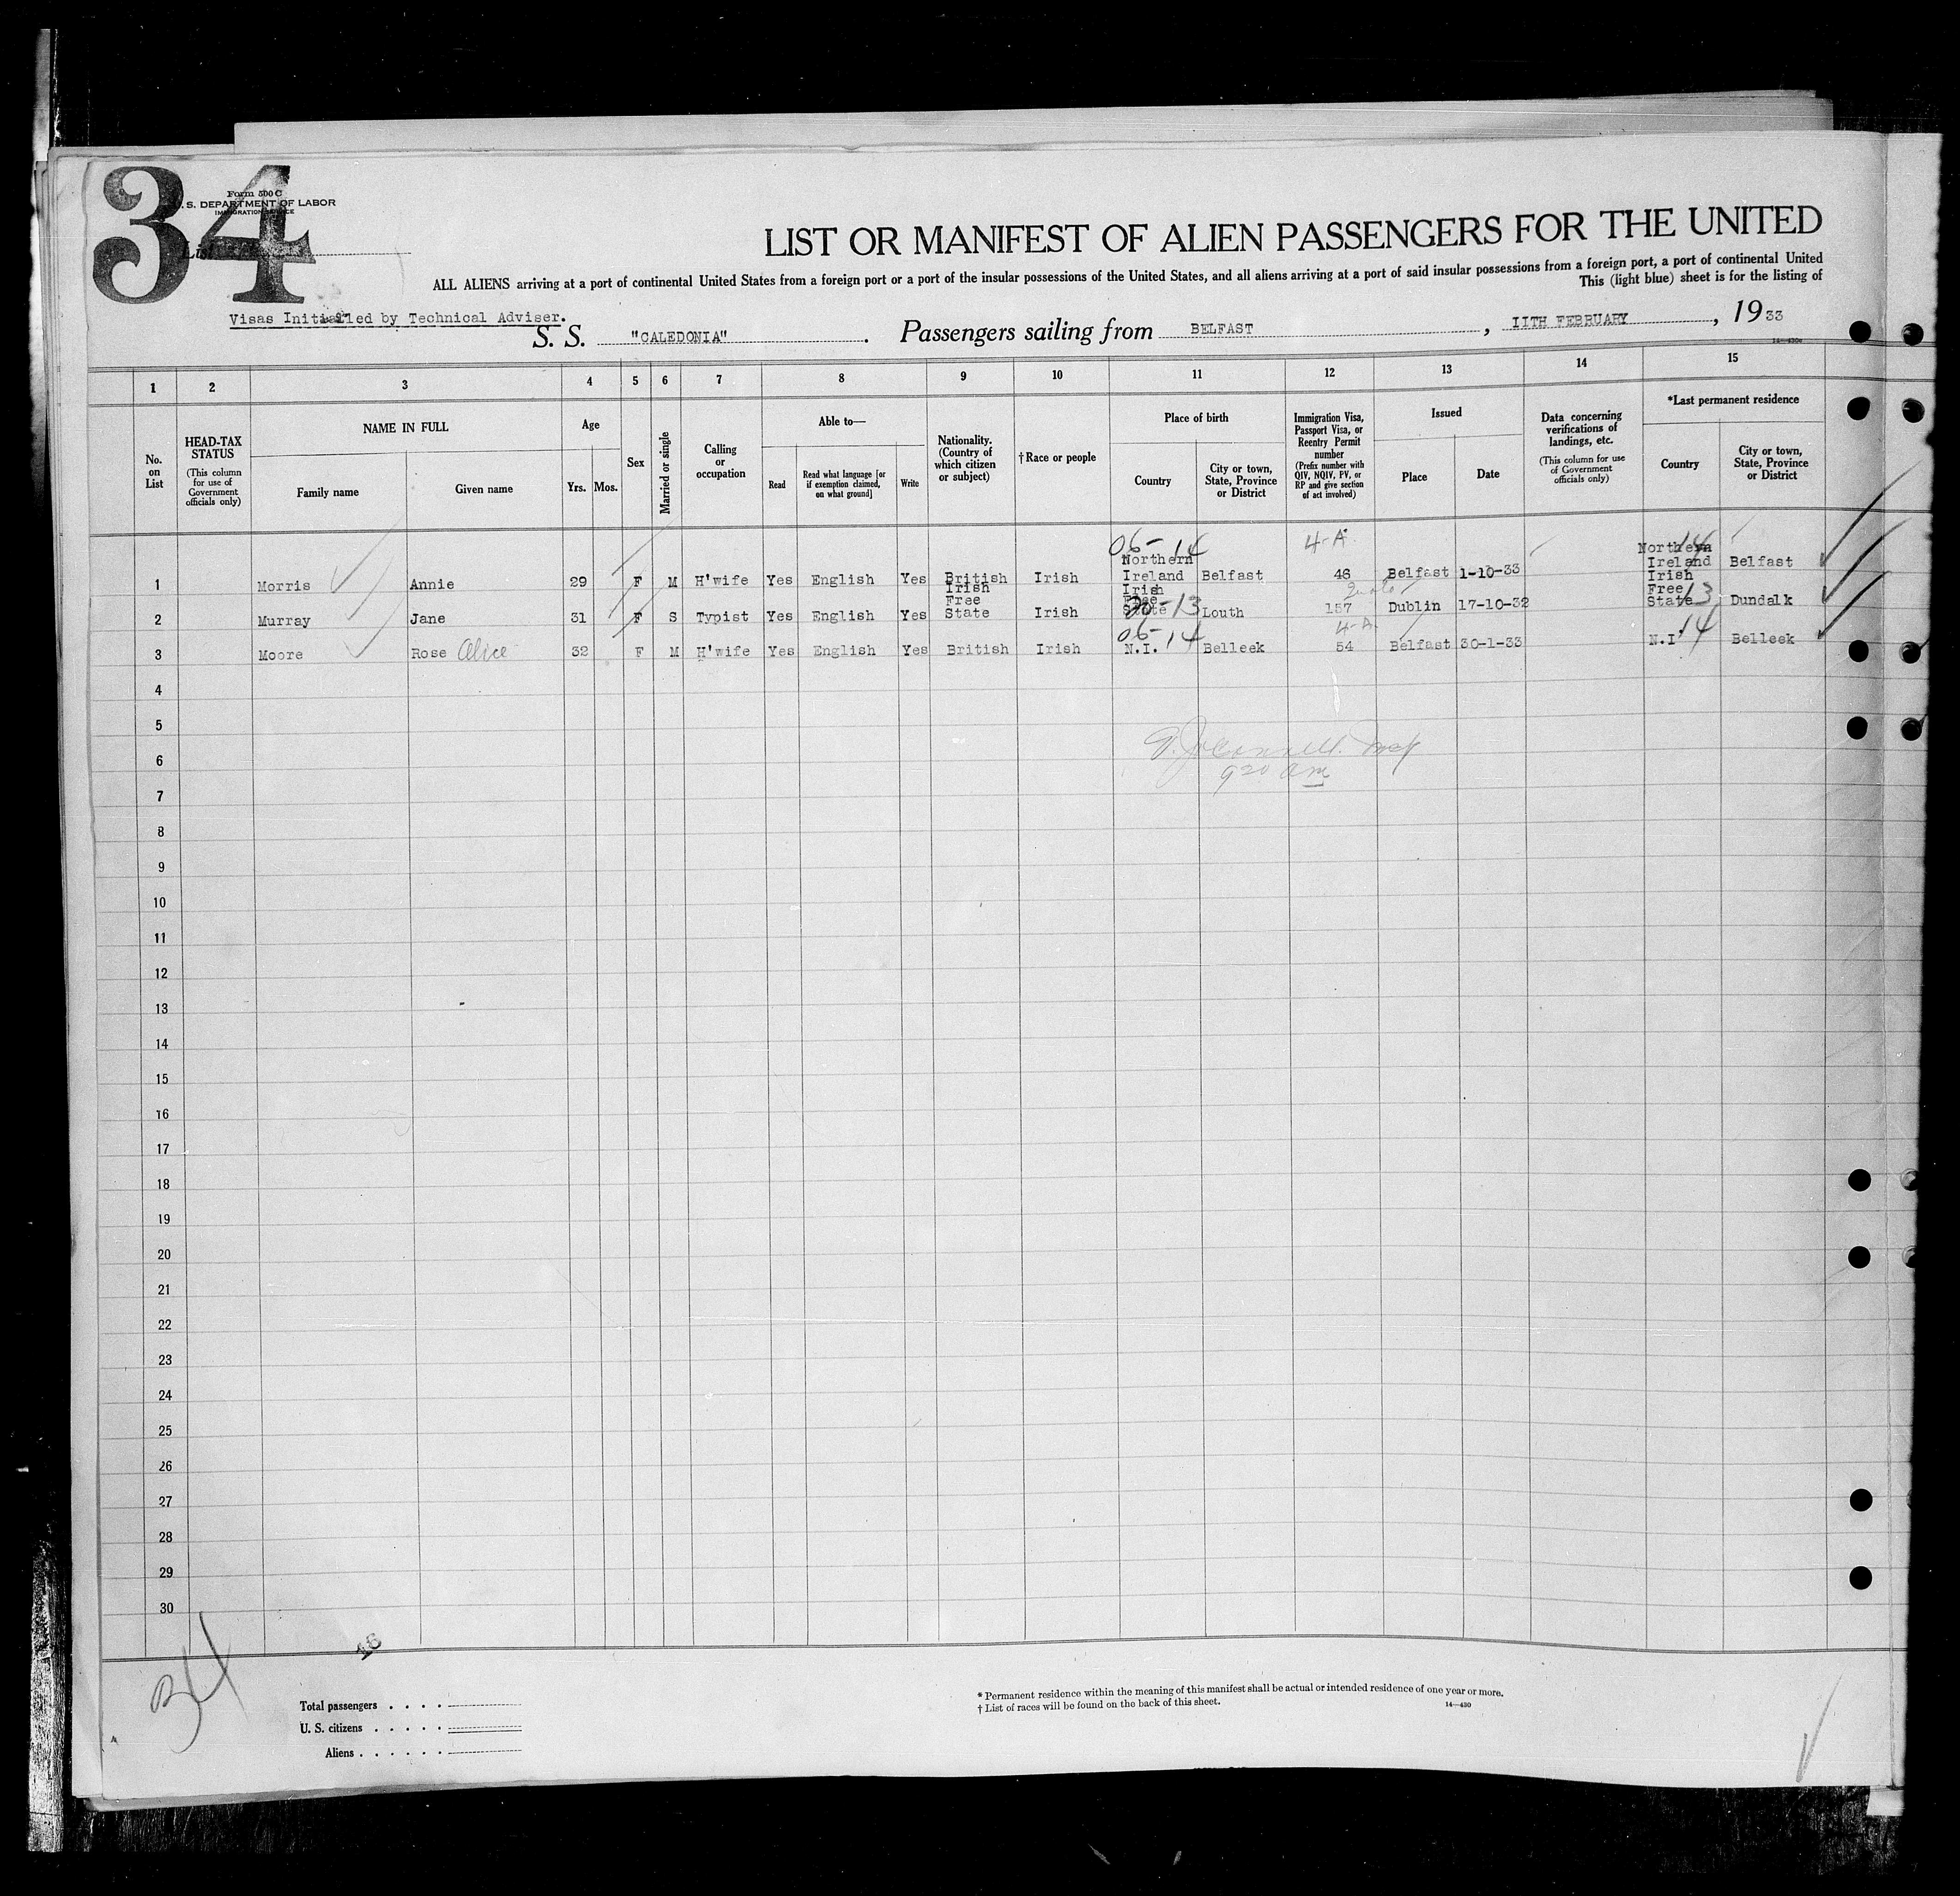 34
Form 500 C
U. S. DEPARTMENT OF LABOR
IMMIGRATION SERVICE
List
LIST OR MANIFEST OF ALIEN PASSENGERS FOR THE UNITED
ALL ALIENS arriving at a port of continental United States from a foreign port or a port of the insular possessions of the United States, and all aliens arriving at a port of said insular possessions from a foreign port, a port of continental United
This (light blue) sheet is for the listing of
Visas Initialled by Technical Adviser.
S. S. "CALEDONIA". Passengers sailing from BELFAST, 11TH FEBRUARY, 1933
14—430c
1 2 3 4 5 6 7 8 9 10 11 12 13 14 15
No. on List
HEAD-TAX STATUS
(This column for use of Government officials only)
NAME IN FULL
Family name Given name
Age
Yrs. Mos.
Sex
Married or single
Calling or occupation
Able to—
Read Read what language [or if exemption claimed, on what ground] Write
Nationality. (Country of which citizen or subject)
†Race or people
Place of birth
Country City or town, State, Province or District
Immigration Visa, Passport Visa, or Reentry Permit number
(Prefix number with QIV, NQIV, PV, or RP and give section of act involved)
Issued
Place Date
Data concerning verifications of landings, etc.
(This column for use of Government officials only)
*Last permanent residence
Country City or town, State, Province or District
06-14 4-A 14
1 Morris Annie 29 F M H'wife Yes English Yes British Irish Northern Ireland Belfast 46 Belfast 1-10-33 Northern Ireland Belfast
20-13 Quota 13
2 Murray Jane 31 F S Typist Yes English Yes Irish Free State Irish Irish Free State Louth 157 Dublin 17-10-32 Irish Free State Dundalk
06-14 4-A 14
3 Moore Rose Alice 32 F M H'wife Yes English Yes British Irish N.I. Belleek 54 Belfast 30-1-33 N.I. Belleek
4
5
6
920 am
7
8
9
10
11
12
13
14
15
16
17
18
19
20
21
22
23
24
25
26
27
28
29
30
34
Total passengers . . . .
U. S. citizens . . . . .
Aliens . . . . . .
* Permanent residence within the meaning of this manifest shall be actual or intended residence of one year or more.
† List of races will be found on the back of this sheet.
14—430